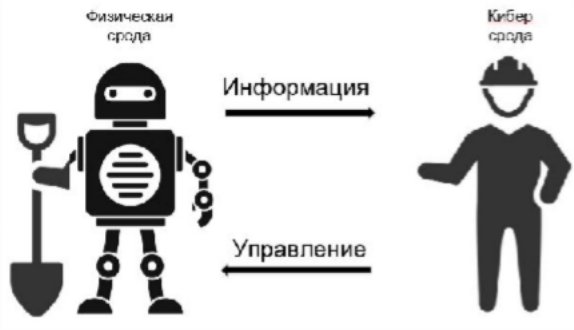 Физическая
среда
Кибер
среда
Информация
Управление